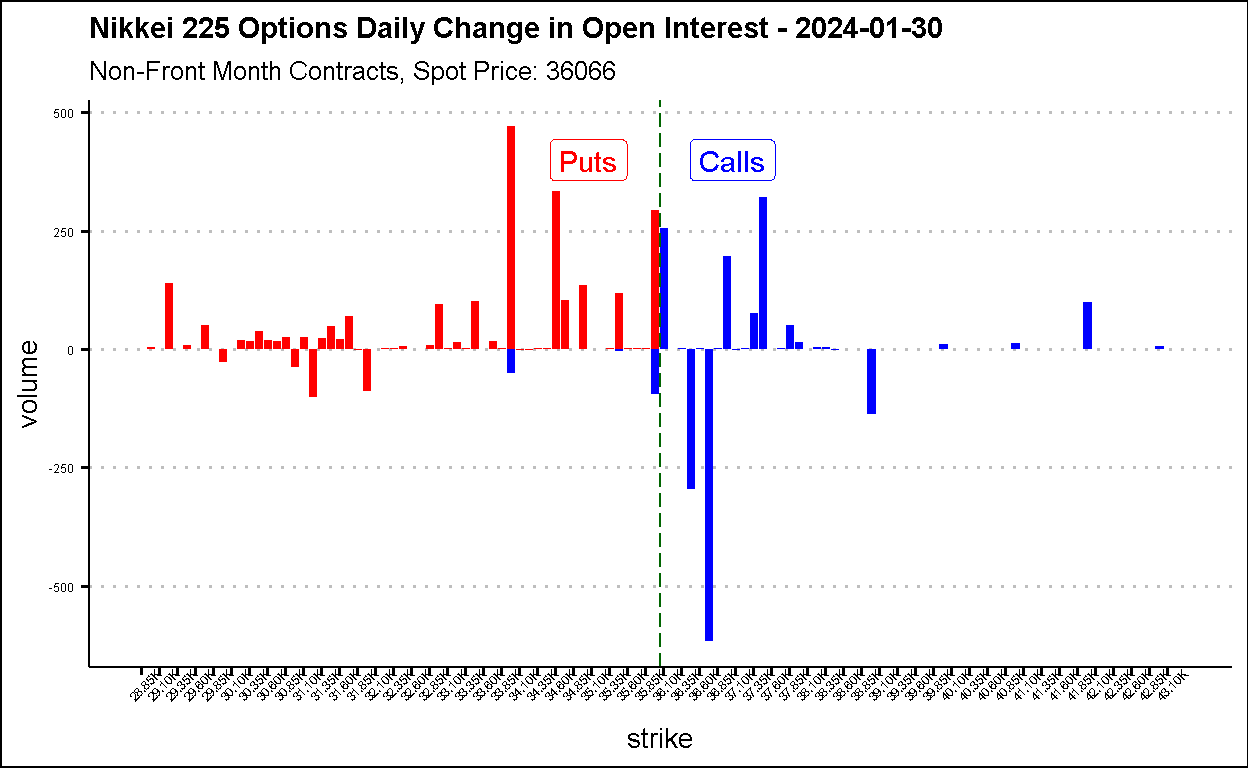 Nikkei 225 Options Daily Change in Open Interest - 2024-01-30
Non-Front Month Contracts, Spot Price: 36066
500
250
0
-250
-500
Puts
Calls
volume
28.85K 29.10K 29.35K 29.60K 29.85K 30.10K 30.35K 30.60K 30.85K 31.10K 31.35K 31.60K 31.85K 32.10K 32.35K 32.60K 32.85K 33.10K 33.35K 33.60K 33.85K 34.10K 34.35K 34.60K 34.85K 35.10K 35.35K 35.60K 35.85K 36.10K 36.35K 36.60K 36.85K 37.10K 37.35K 37.60K 37.85K 38.10K 38.35K 38.60K 38.85K 39.10K 39.35K 39.60K 39.85K 40.10K 40.35K 40.60K 40.85K 41.10K 41.35K 41.60K 41.85K 42.10K 42.35K 42.60K 42.85K 43.10K
strike